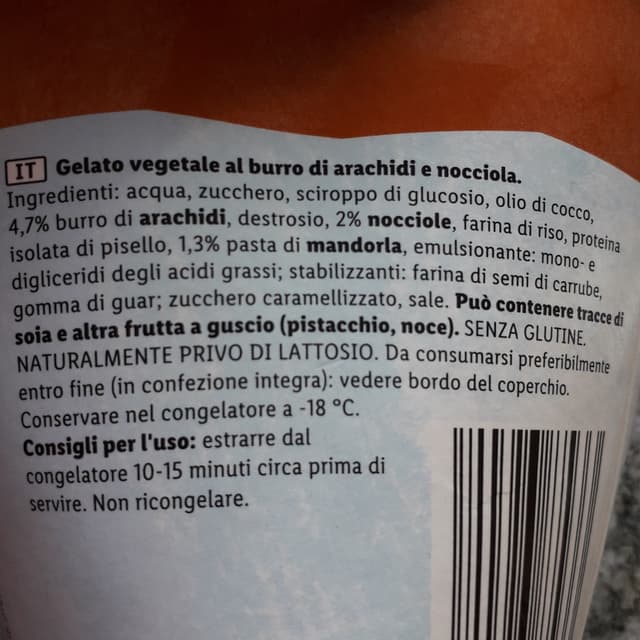 IT Gelato vegetale al burro di arachidi e nocciola.
Ingredienti: acqua, zucchero, sciroppo di glucosio, olio di cocco,
4,7% burro di arachidi, destrosio, 2% nocciole, farina di riso, proteina
isolata di pisello, 1,3% pasta di mandorla, emulsionante: mono- e
digliceridi degli acidi grassi; stabilizzanti: farina di semi di carrube,
gomma di guar; zucchero caramellizzato, sale. Può contenere tracce di
soia e altra frutta a guscio (pistacchio, noce). SENZA GLUTINE.
NATURALMENTE PRIVO DI LATTOSIO. Da consumarsi preferibilmente
entro fine (in confezione integra): vedere bordo del coperchio.
Conservare nel congelatore a -18 °C.
Consigli per l'uso: estrarre dal
congelatore 10-15 minuti circa prima di
servire. Non ricongelare.